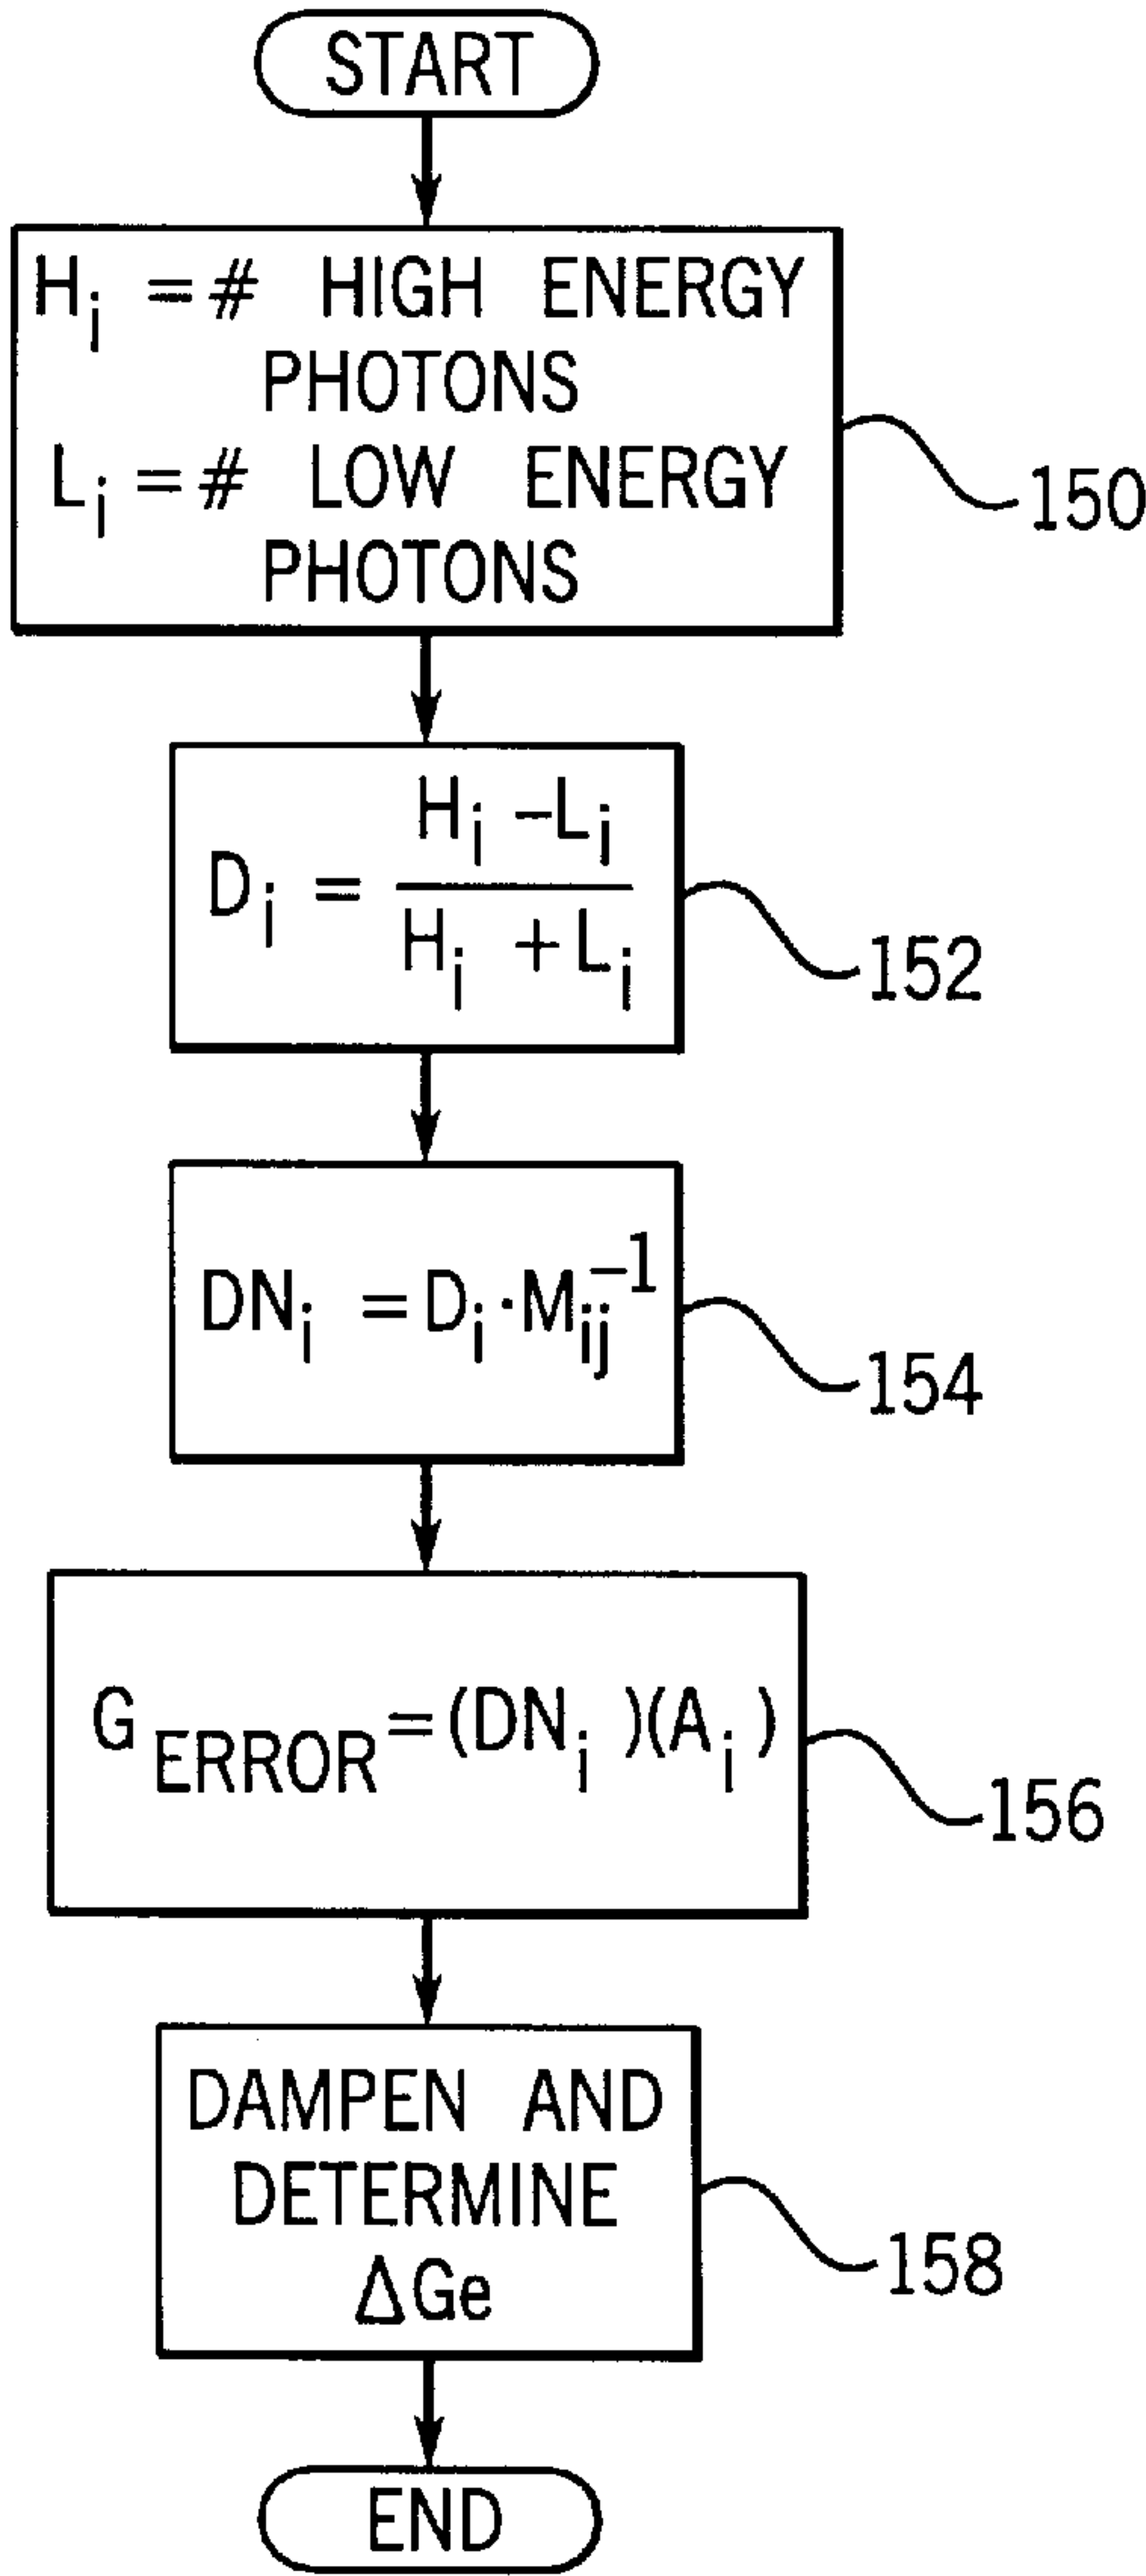 START
H_i = # HIGH ENERGY
PHOTONS
L_i = # LOW ENERGY
PHOTONS
150
D_i = (H_i - L_i) / (H_i + L_i)
152
DN_i = D_i · M_ij^-1
154
G_ERROR = (DN_i)(A_i)
156
DAMPEN AND
DETERMINE
ΔGe
158
END